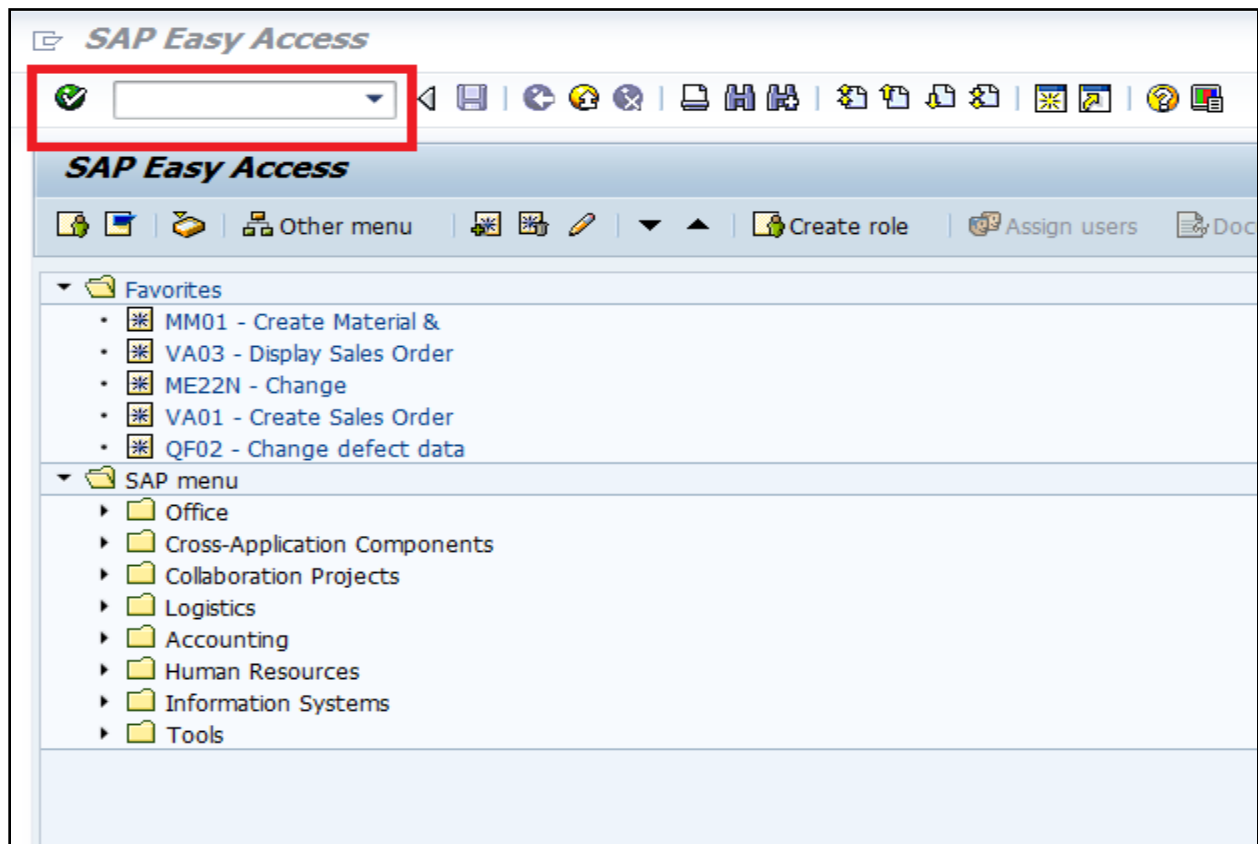 SAP Easy Access
SAP Easy Access
Other menu Create role Assign users Doc
Favorites
MM01 - Create Material &
VA03 - Display Sales Order
ME22N - Change
VA01 - Create Sales Order
QF02 - Change defect data
SAP menu
Office
Cross-Application Components
Collaboration Projects
Logistics
Accounting
Human Resources
Information Systems
Tools